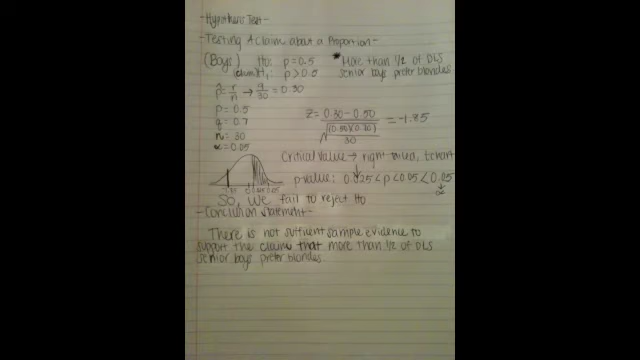 -Hypothesis Test-
-Testing A Claim about a Proportion-
(Boys) Ho: p=0.5 *More than 1/2 of DLS
(claim) H₁: p>0.5 senior boys prefer blondes
p̂ = r/n → 9/30 = 0.30
p = 0.5
q = 0.7
n = 30
α = 0.05
z = 0.30 - 0.50 / √(0.50)(0.70)/30 = -1.85
Critical Value → right tailed, t chart
p-value: 0.025 < p < 0.05 < 0.05
α
So, We fail to reject Ho
-Conclusion Statement-
There is not sufficient sample evidence to
support the claim that more than 1/2 of DLS
senior boys prefer blondes.